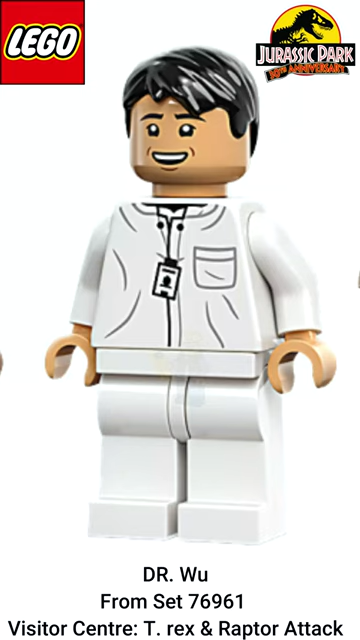 LEGO
JURASSIC PARK
30TH ANNIVERSARY
DR. Wu
From Set 76961
Visitor Centre: T. rex & Raptor Attack